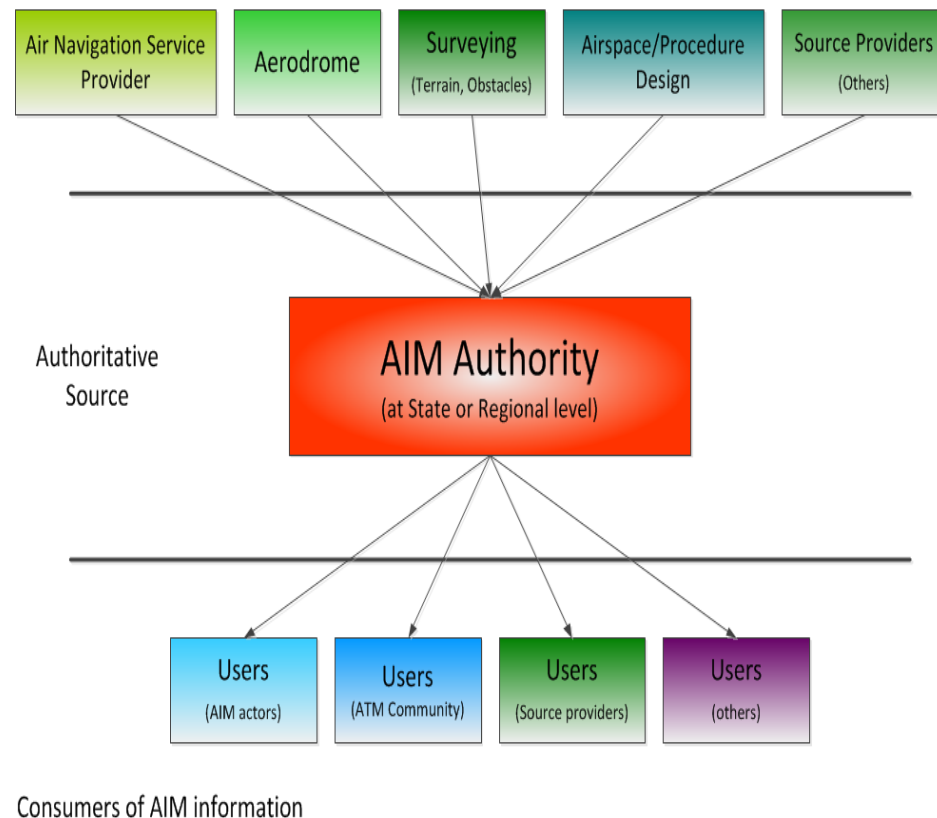 Air Navigation Service
Provider
Aerodrome
Surveying
(Terrain, Obstacles)
Airspace/Procedure
Design
Source Providers
(Others)
Authoritative
Source
AIM Authority
(at State or Regional level)
Users
(AIM actors)
Users
(ATM Community)
Users
(Source providers)
Users
(others)
Consumers of AIM information